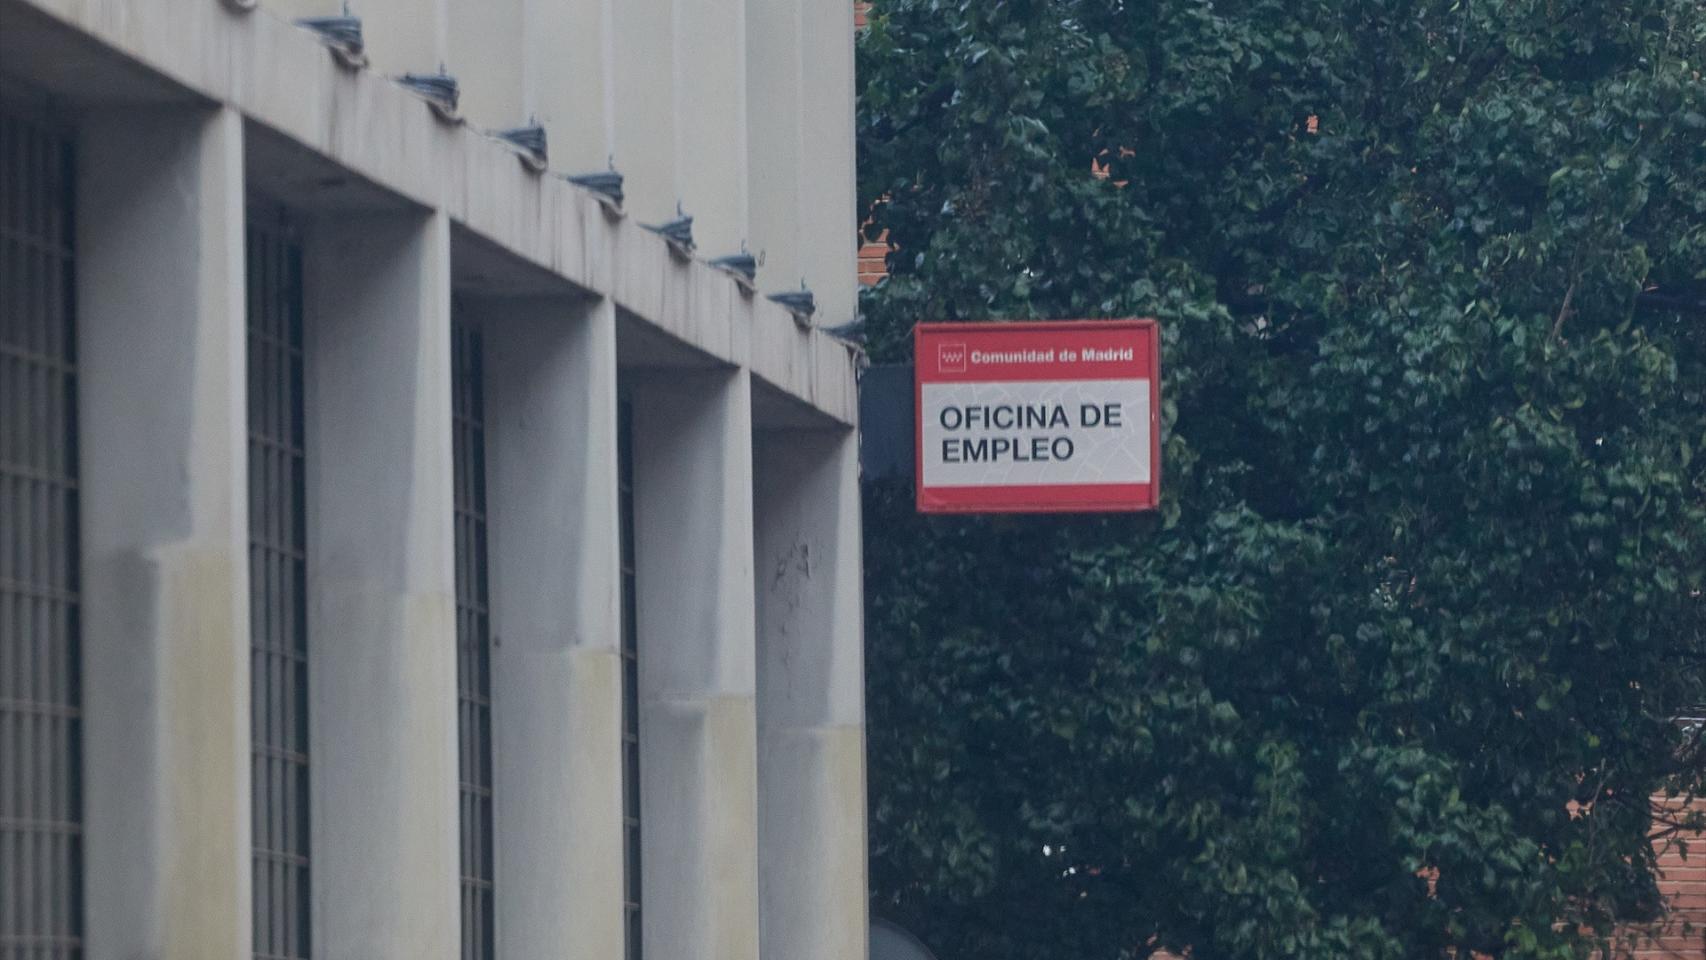 Comunidad de Madrid
OFICINA DE
EMPLEO